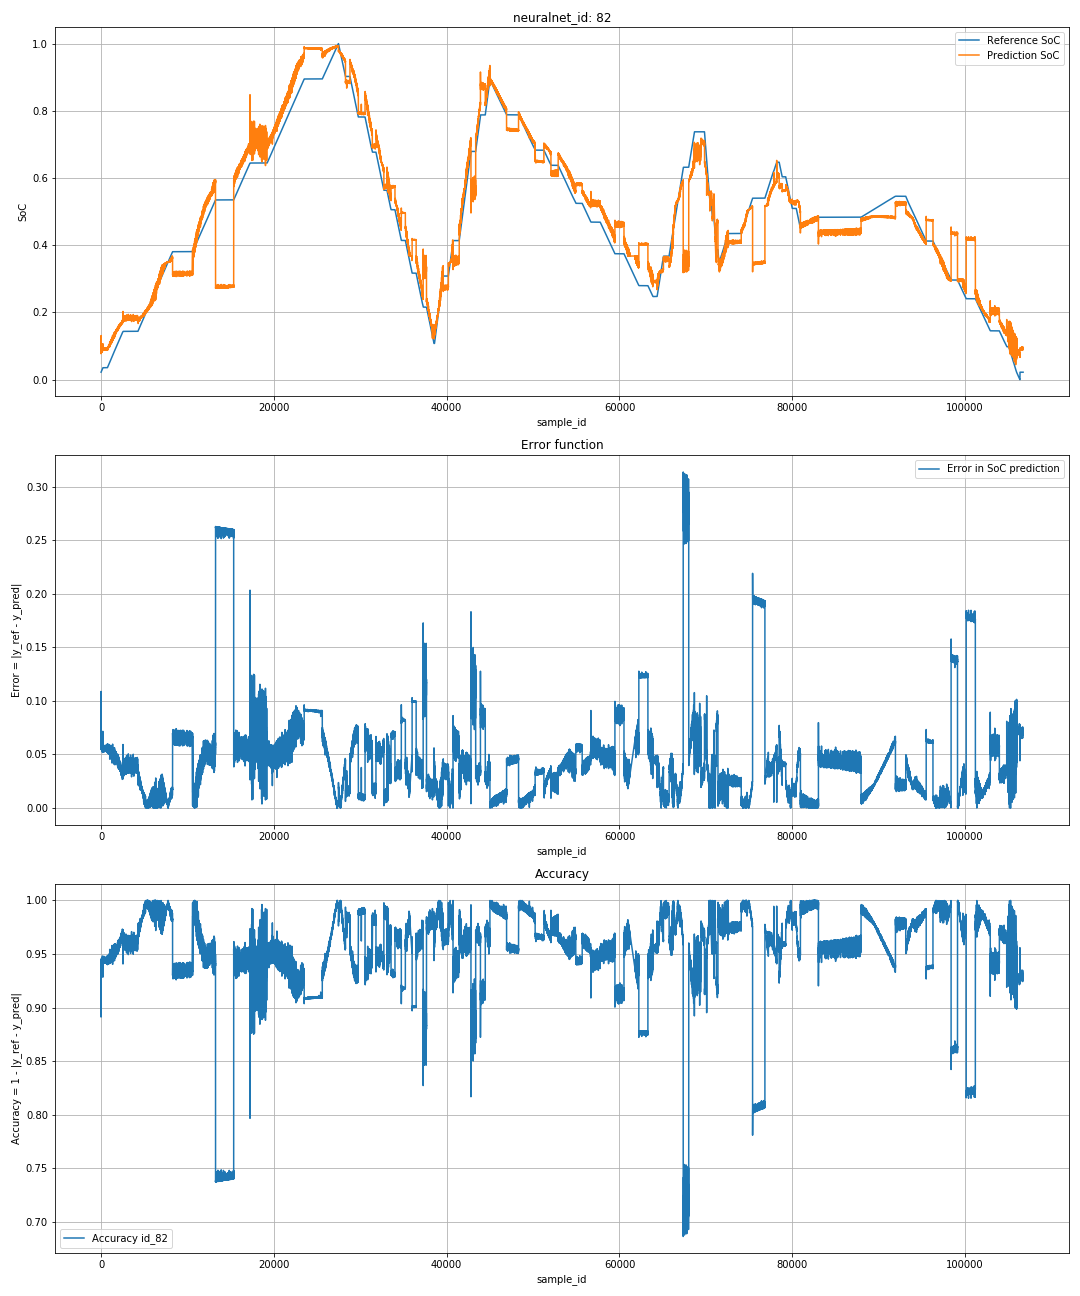 neuralnet_id: 82
Reference SoC
Prediction SoC
1.0
0.8
0.6
0.4
0.2
0.0
SoC
0 20000 40000 60000 80000 100000
sample_id
Error function
Error in SoC prediction
0.30
0.25
0.20
0.15
0.10
0.05
0.00
Error = |y_ref - y_pred|
0 20000 40000 60000 80000 100000
sample_id
Accuracy
1.00
0.95
0.90
0.85
0.80
0.75
0.70
Accuracy = 1 - |y_ref - y_pred|
Accuracy id_82
0 20000 40000 60000 80000 100000
sample_id